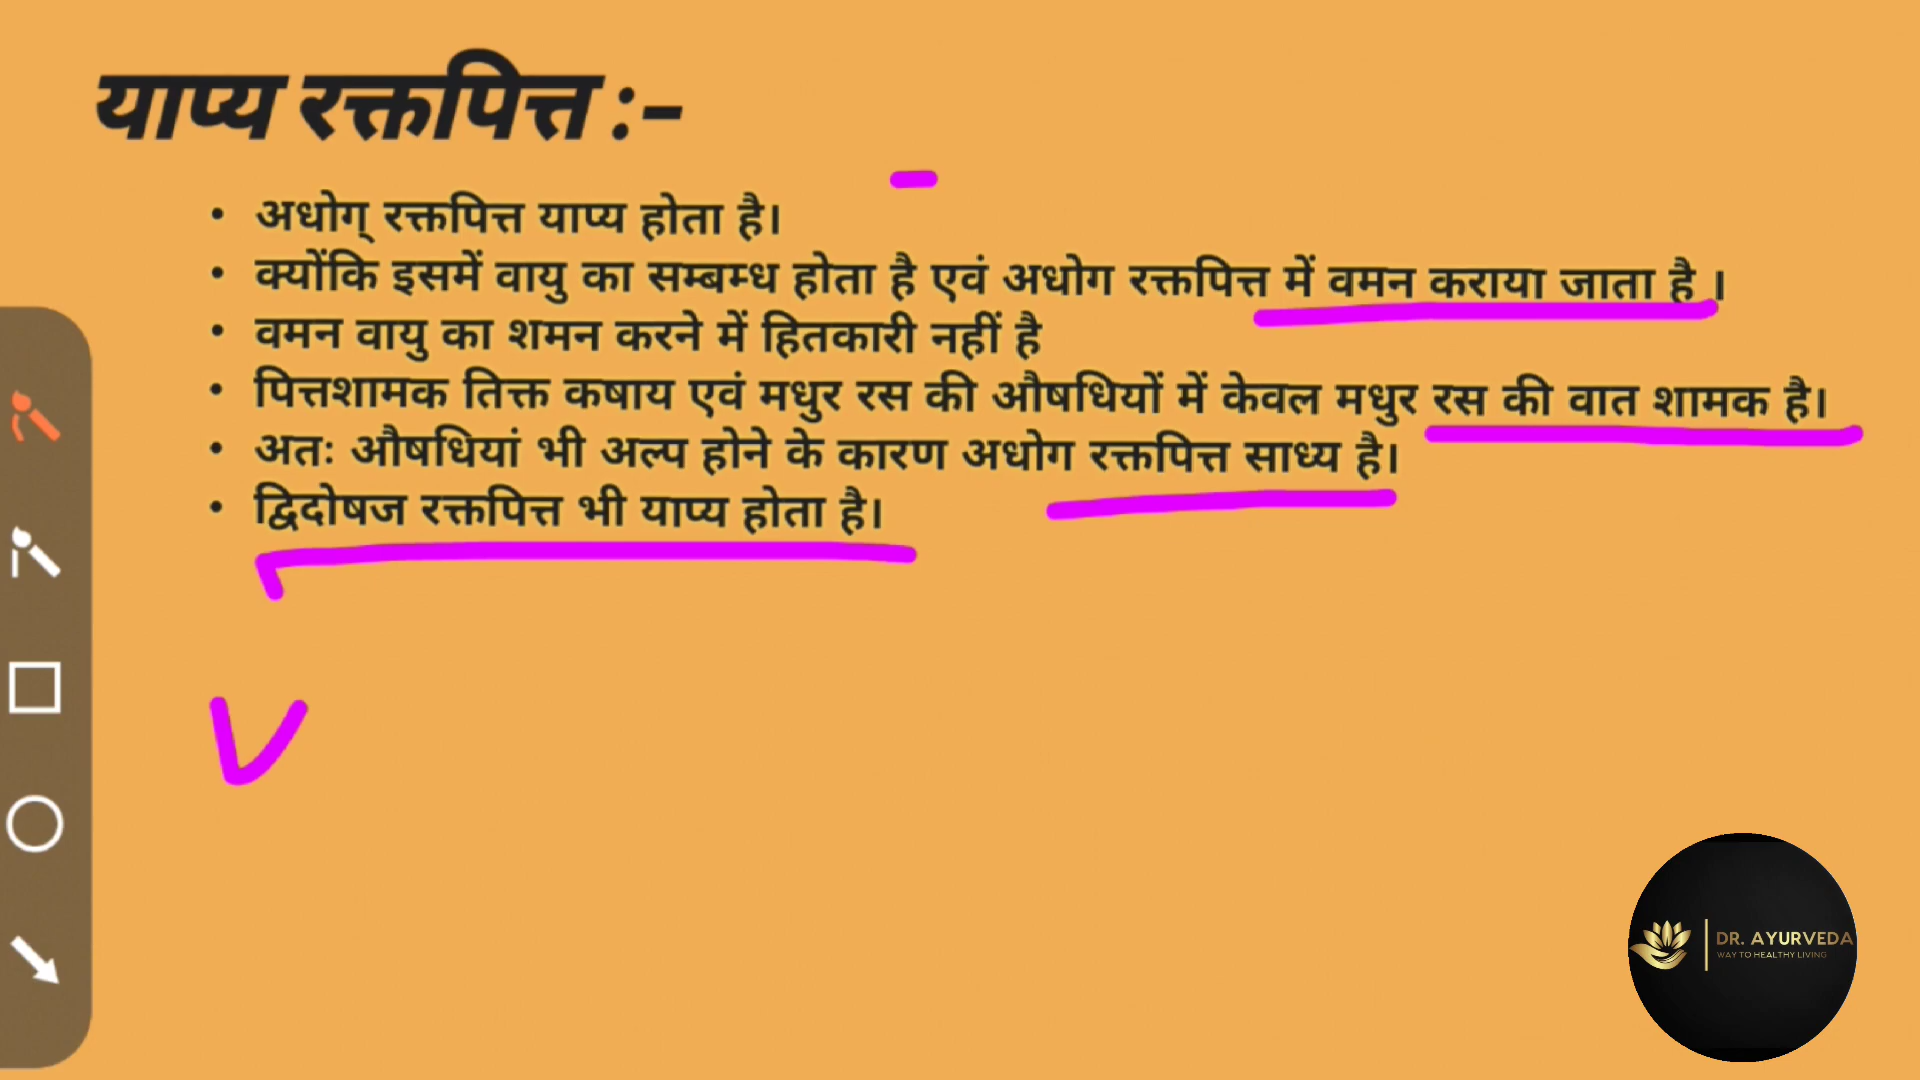 याप्य रक्तपित्त :-
• अधोग् रक्तपित्त याप्य होता है।
• क्योंकि इसमें वायु का सम्बम्ध होता है एवं अधोग रक्तपित्त में वमन कराया जाता है ।
• वमन वायु का शमन करने में हितकारी नहीं है
• पित्तशामक तिक्त कषाय एवं मधुर रस की औषधियों में केवल मधुर रस की वात शामक है।
• अतः औषधियां भी अल्प होने के कारण अधोग रक्तपित्त साध्य है।
• द्विदोषज रक्तपित्त भी याप्य होता है।
DR. AYURVEDA
WAY TO HEALTHY LIVING